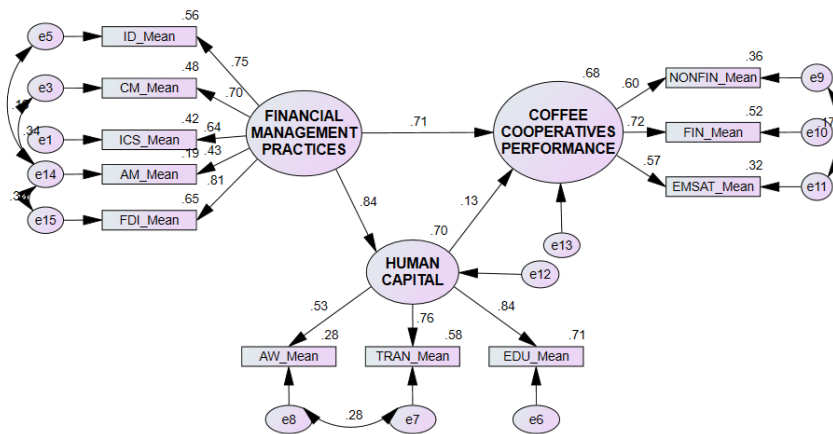 .56
e5 ID_Mean
.75
.48
e3 CM_Mean
.70
.42
e1 ICS_Mean
.64
.34
.19
e14 AM_Mean
.43
.65
e15 FDI_Mean
.81
FINANCIAL
MANAGEMENT
PRACTICES
.71
.68
COFFEE
COOPERATIVES
PERFORMANCE
.36
.60
NONFIN_Mean e9
.52
.72
FIN_Mean e10
.17
.32
.57
EMSAT_Mean e11
e13
.84
.13
.70
HUMAN
CAPITAL
e12
.53
.76
.84
.28
AW_Mean
.58
TRAN_Mean
.71
EDU_Mean
e8
.28
e7
e6